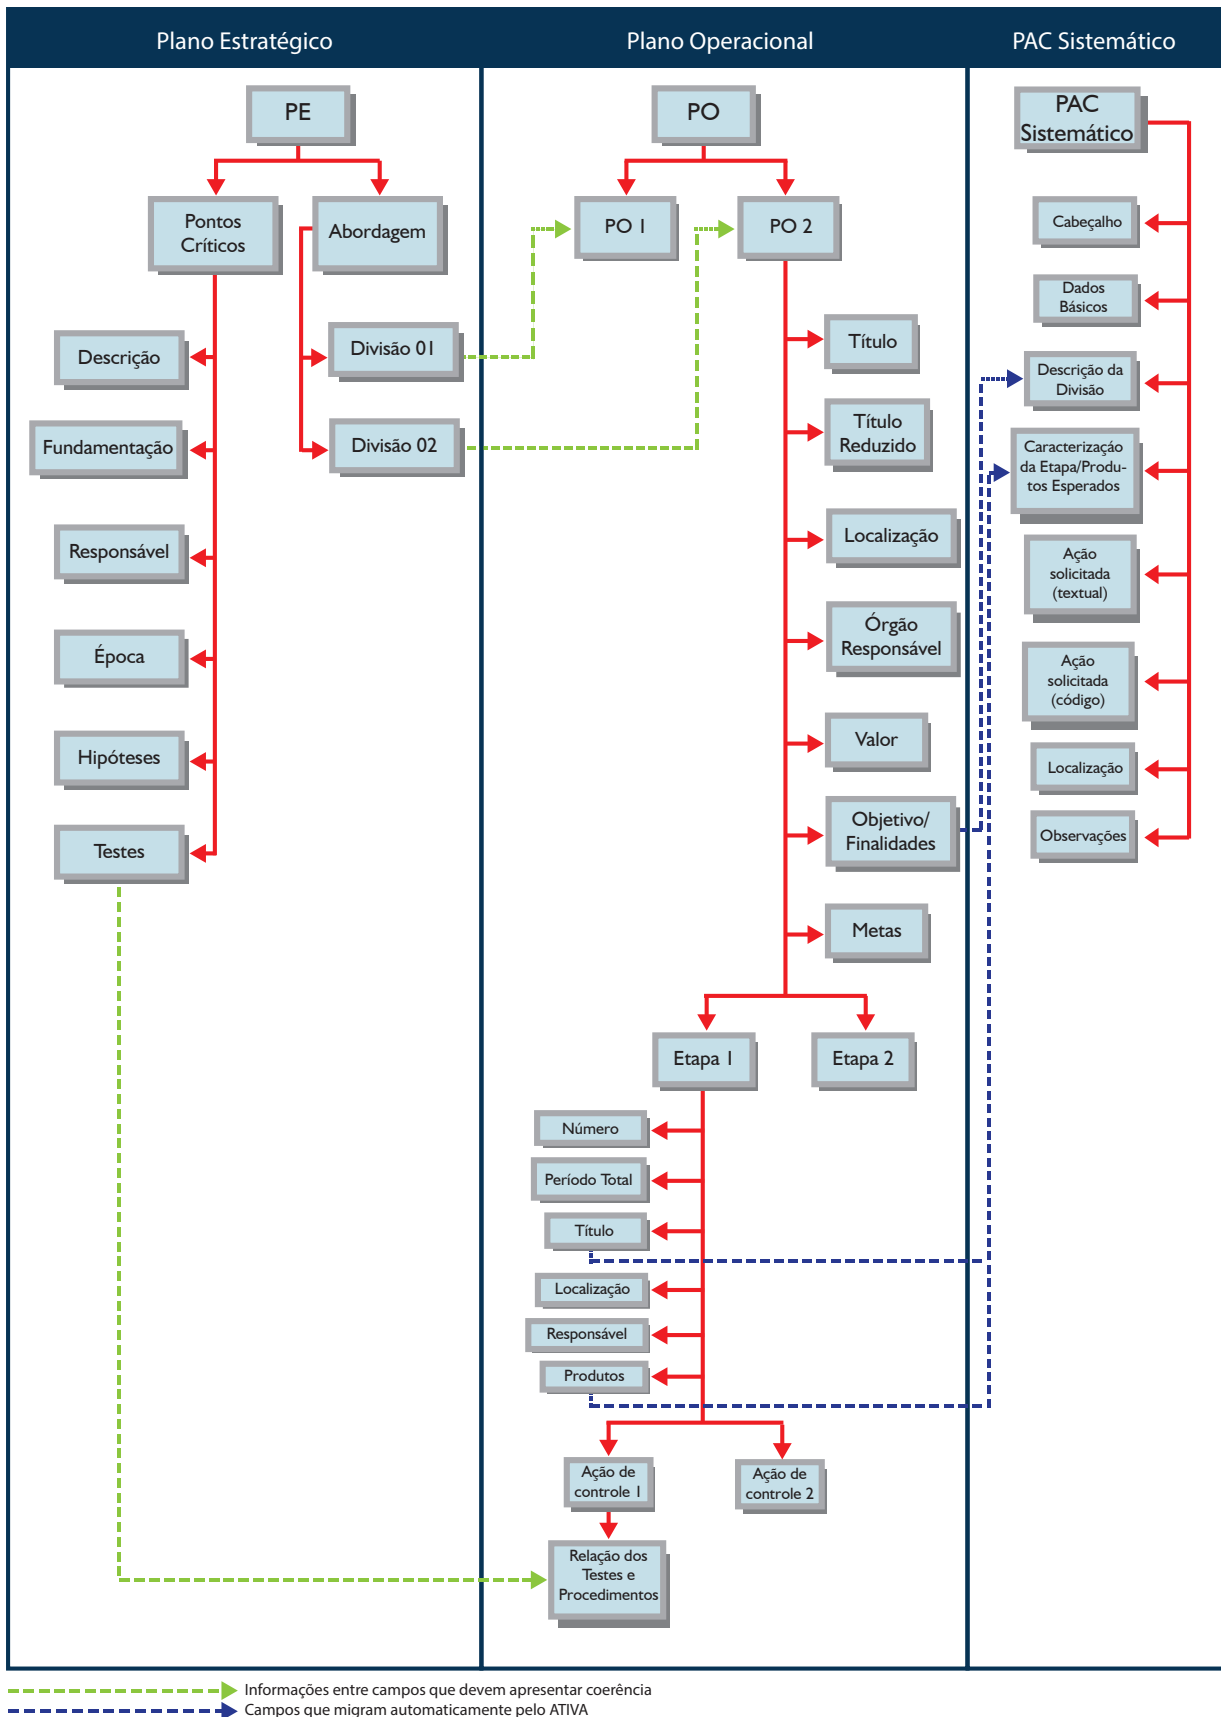 Plano Estratégico
Plano Operacional
PAC Sistemático
PE
Pontos
Críticos
Abordagem
Descrição
Fundamentação
Responsável
Época
Hipóteses
Testes
Divisão 01
Divisão 02
PO
PO 1
PO 2
Título
Título
Reduzido
Localização
Órgão
Responsável
Valor
Objetivo/
Finalidades
Metas
Etapa 1
Etapa 2
Número
Período Total
Título
Localização
Responsável
Produtos
Ação de
controle 1
Ação de
controle 2
Relação dos
Testes e
Procedimentos
PAC
Sistemático
Cabeçalho
Dados
Básicos
Descrição da
Divisão
Caracterizaçáo
da Etapa/Produ-
tos Esperados
Ação
solicitada
(textual)
Ação
solicitada
(código)
Localização
Observações
Informações entre campos que devem apresentar coerência
Campos que migram automaticamente pelo ATIVA